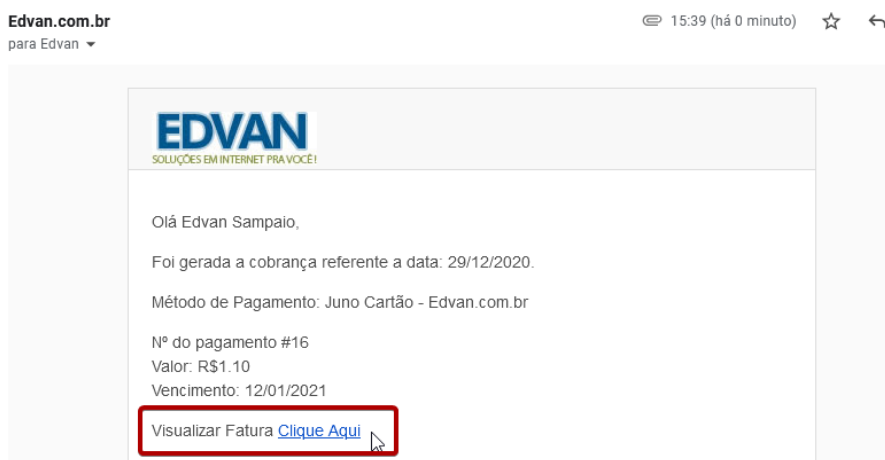 Edvan.com.br
15:39 (há 0 minuto)
para Edvan
EDVAN
SOLUÇÕES EM INTERNET PRA VOCÊ!
Olá Edvan Sampaio,
Foi gerada a cobrança referente a data: 29/12/2020.
Método de Pagamento: Juno Cartão - Edvan.com.br
Nº do pagamento #16
Valor: R$1.10
Vencimento: 12/01/2021
Visualizar Fatura Clique Aqui